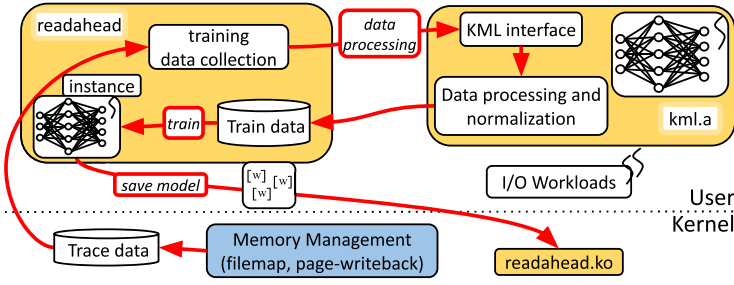 readahead
training
data collection
data
processing
KML interface
instance
Data processing and
normalization
train
Train data
kml.a
save model
[w]
[w]
[w]
I/O Workloads
User
Kernel
Trace data
Memory Management
(filemap, page-writeback)
readahead.ko